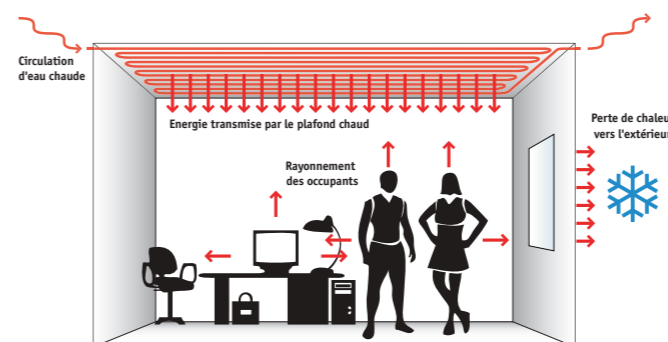 Circulation
d'eau chaude
Energie transmise par le plafond chaud
Perte de chaleu
vers l'extérieur
Rayonnement
des occupants